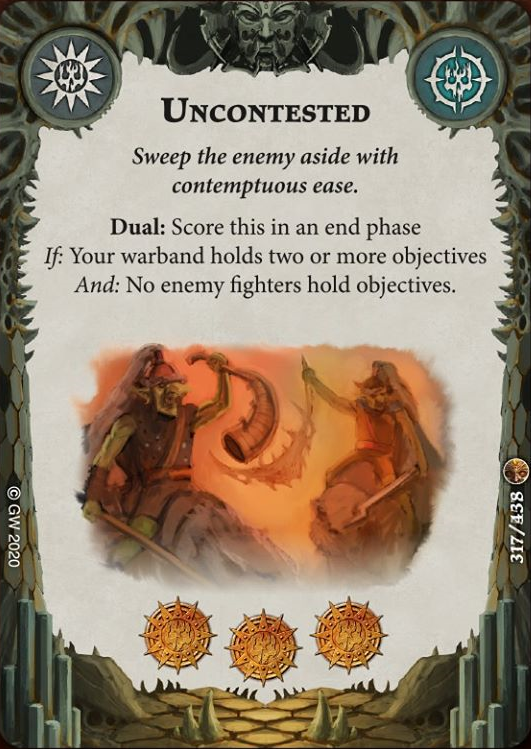 Uncontested
Sweep the enemy aside with
contemptuous ease.
Dual: Score this in an end phase
If: Your warband holds two or more objectives
And: No enemy fighters hold objectives.
© GW 2020
317/438